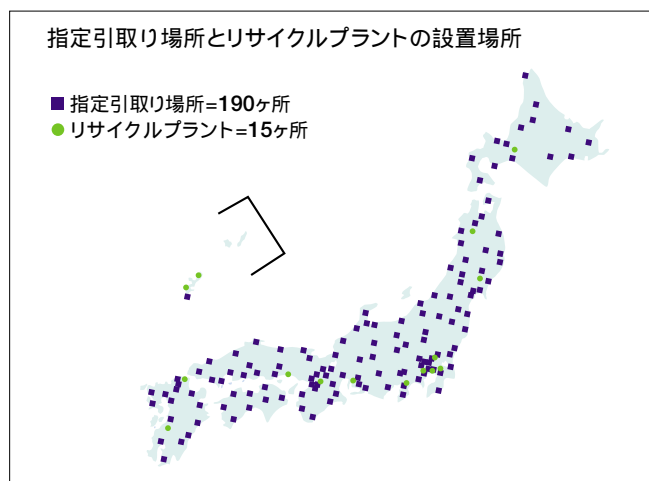 指定引取り場所とリサイクルプラントの設置場所
指定引取り場所=190ヶ所
リサイクルプラント=15ヶ所